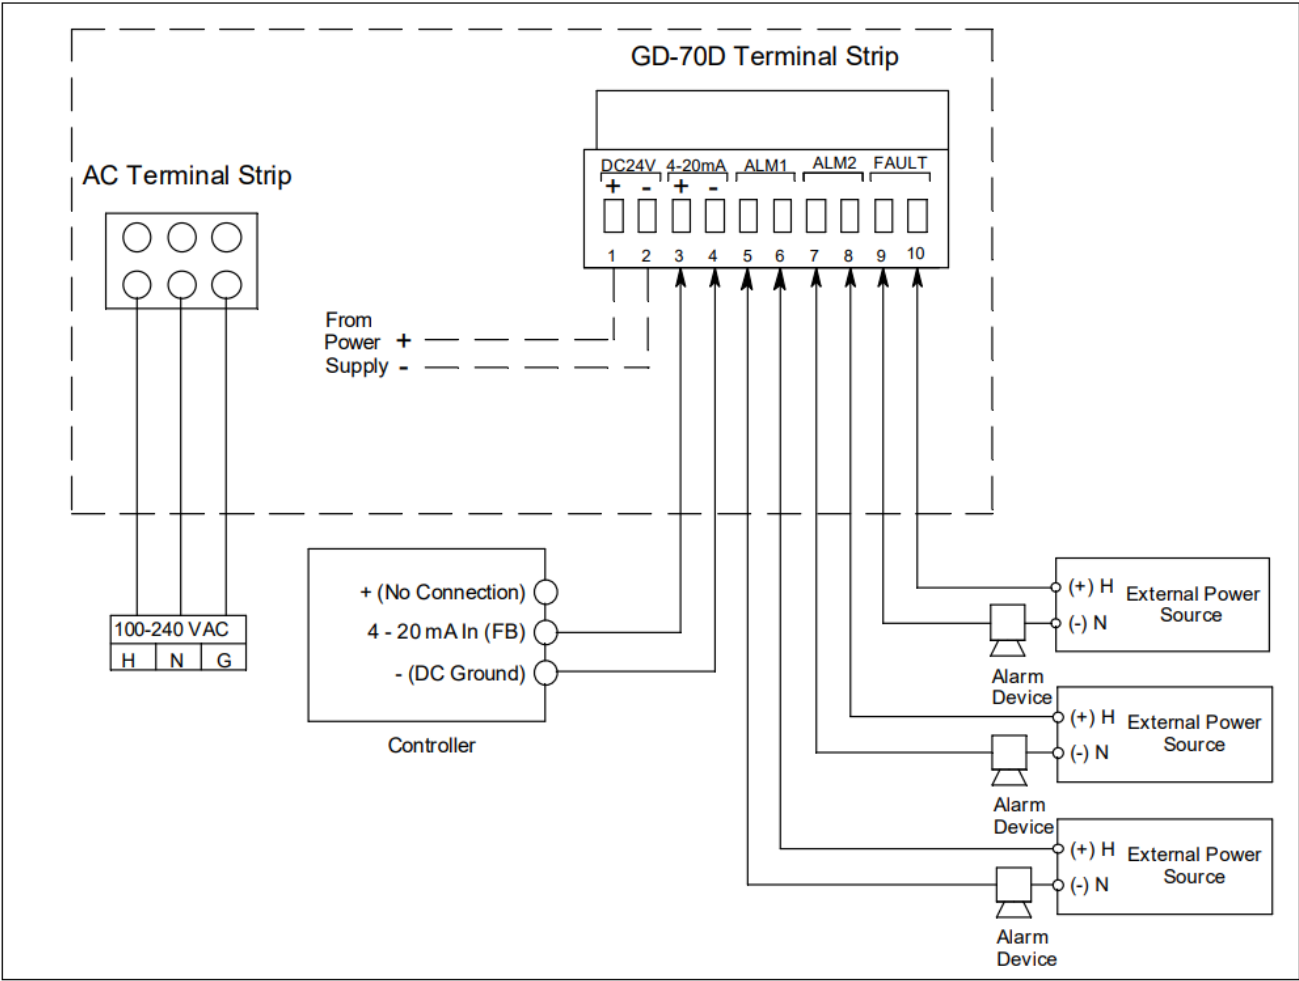 GD-70D Terminal Strip
AC Terminal Strip
DC24V 4-20mA ALM1 ALM2 FAULT
+ - + -
1 2 3 4 5 6 7 8 9 10
From
Power +
Supply -
100-240 VAC
H N G
+ (No Connection)
4 - 20 mA In (FB)
- (DC Ground)
Controller
(+) H External Power
Source
(-) N
Alarm
Device
(+) H External Power
Source
(-) N
Alarm
Device
(+) H External Power
Source
(-) N
Alarm
Device